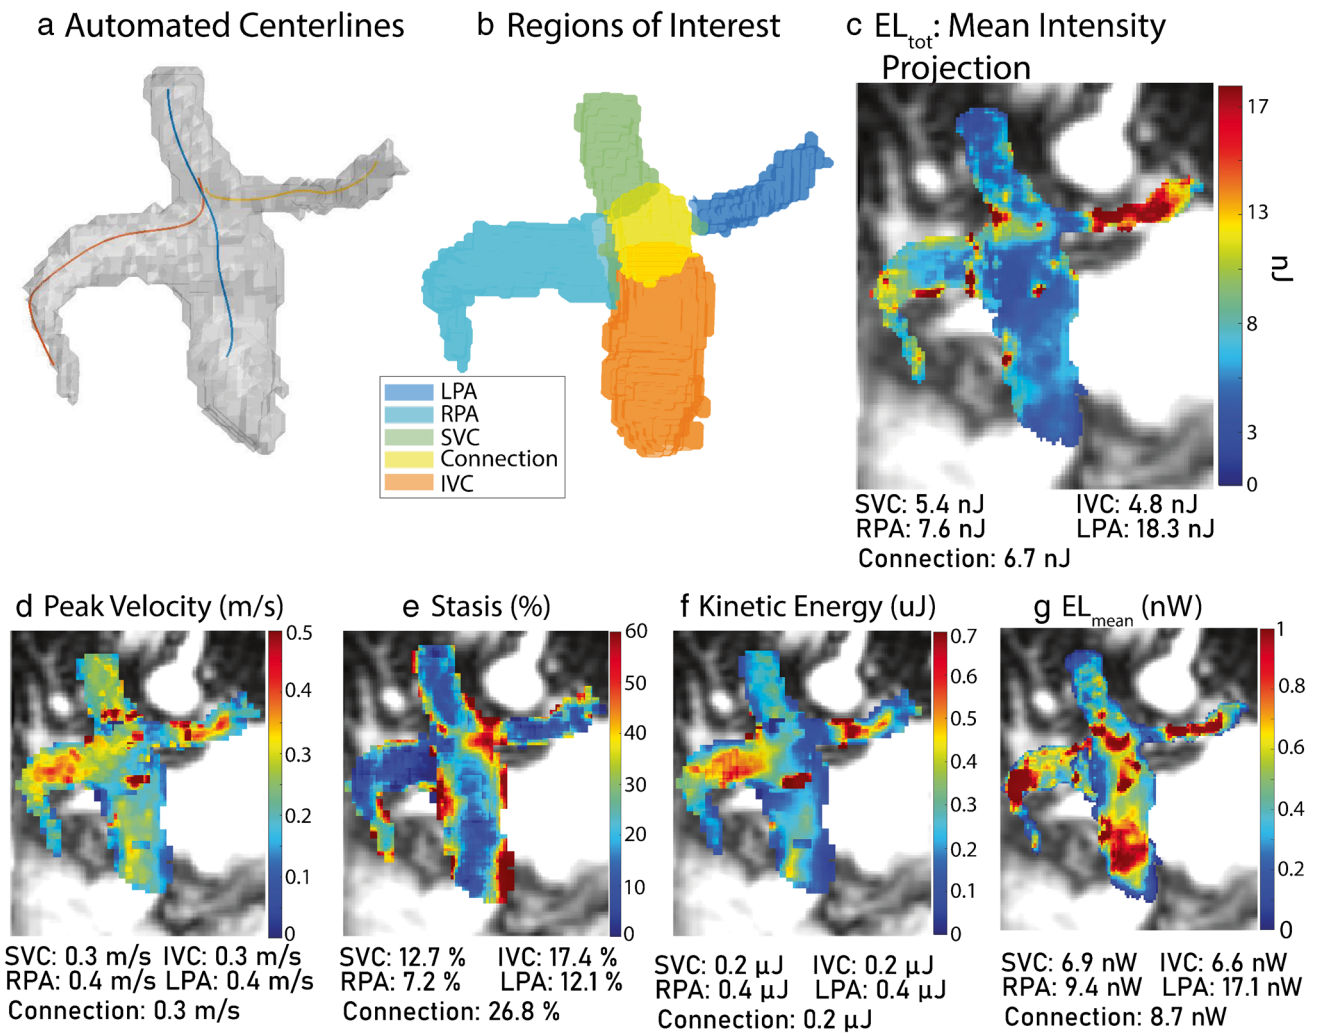 a Automated Centerlines
b Regions of Interest
c ELtot: Mean Intensity
Projection
LPA
RPA
SVC
Connection
IVC
17
13
8
3
0
nJ
SVC: 5.4 nJ IVC: 4.8 nJ
RPA: 7.6 nJ LPA: 18.3 nJ
Connection: 6.7 nJ
d Peak Velocity (m/s)
0.5
0.4
0.3
0.2
0.1
0
SVC: 0.3 m/s IVC: 0.3 m/s
RPA: 0.4 m/s LPA: 0.4 m/s
Connection: 0.3 m/s
e Stasis (%)
60
50
40
30
20
10
0
SVC: 12.7 % IVC: 17.4 %
RPA: 7.2 % LPA: 12.1 %
Connection: 26.8 %
f Kinetic Energy (uJ)
0.7
0.6
0.5
0.4
0.3
0.2
0.1
0
SVC: 0.2 µJ IVC: 0.2 µJ
RPA: 0.4 µJ LPA: 0.4 µJ
Connection: 0.2 µJ
g ELmean (nW)
1
0.8
0.6
0.4
0.2
0
SVC: 6.9 nW IVC: 6.6 nW
RPA: 9.4 nW LPA: 17.1 nW
Connection: 8.7 nW